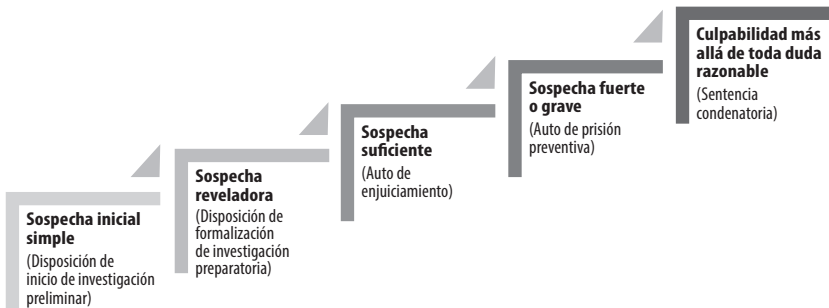 Sospecha inicial
simple
(Disposición de
inicio de investigación
preliminar)
Sospecha
reveladora
(Disposición de
formalización
de investigación
preparatoria)
Sospecha
suficiente
(Auto de
enjuiciamiento)
Sospecha fuerte
o grave
(Auto de prisión
preventiva)
Culpabilidad más
allá de toda duda
razonable
(Sentencia
condenatoria)